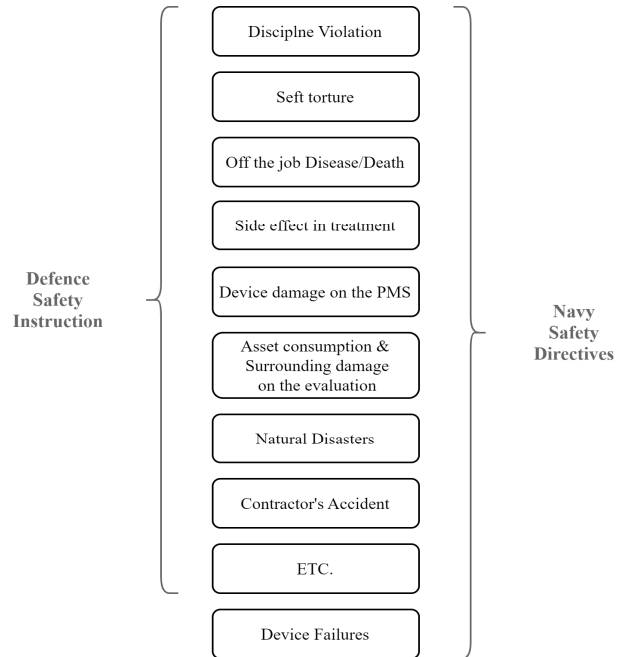 Disciplne Violation
Seft torture
Off the job Disease/Death
Side effect in treatment
Defence
Safety
Instruction
Device damage on the PMS
Navy
Safety
Directives
Asset consumption &
Surrounding damage
on the evaluation
Natural Disasters
Contractor's Accident
ETC.
Device Failures